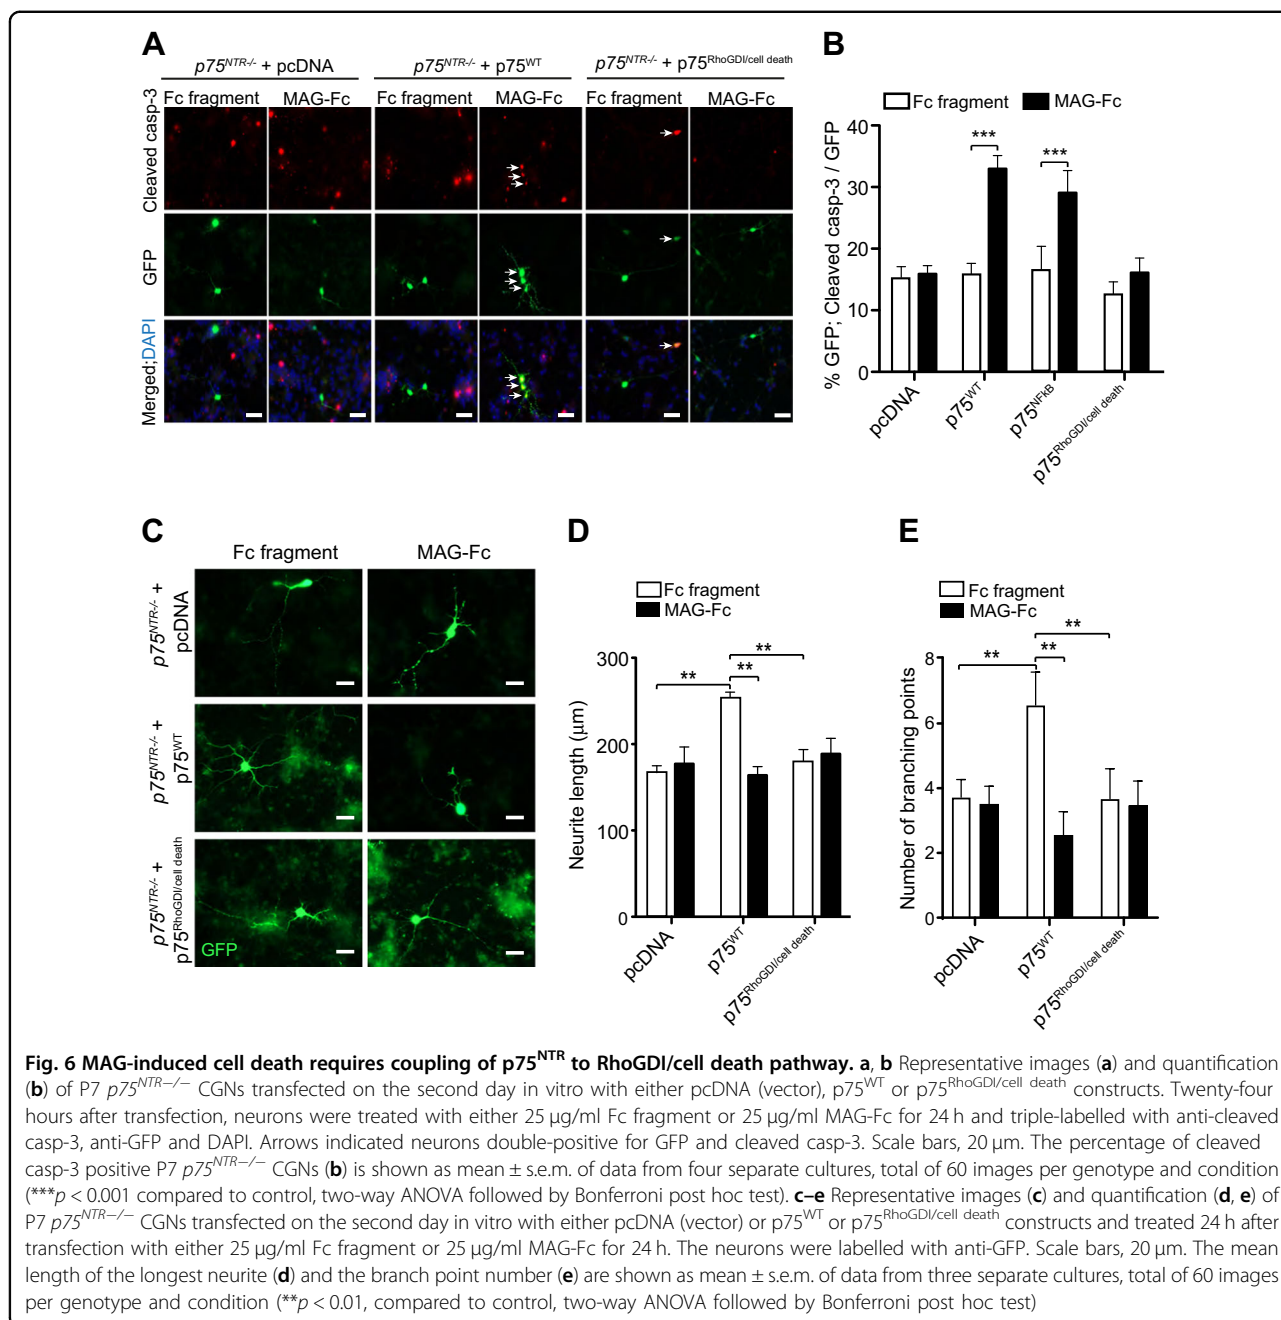 A
p75NTR-/- + pcDNA
p75NTR-/- + p75WT
p75NTR-/- + p75RhoGDI/cell death
Fc fragment
MAG-Fc
Fc fragment
MAG-Fc
Fc fragment
MAG-Fc
Cleaved casp-3
GFP
Merged;DAPI
B
Fc fragment
MAG-Fc
% GFP; Cleaved casp-3 / GFP
40
30
20
10
0
***
***
pcDNA
p75WT
p75NFkB
p75RhoGDI/cell death
C
Fc fragment
MAG-Fc
p75NTR-/- +
pcDNA
p75NTR-/- +
p75WT
p75NTR-/- +
p75RhoGDI/cell death
GFP
D
Fc fragment
MAG-Fc
Neurite length (µm)
300
200
100
0
**
**
**
pcDNA
p75WT
p75RhoGDI/cell death
E
Fc fragment
MAG-Fc
Number of branching points
8
6
4
2
0
**
**
**
pcDNA
p75WT
p75RhoGDI/cell death
Fig. 6 MAG-induced cell death requires coupling of p75NTR to RhoGDI/cell death pathway. a, b Representative images (a) and quantification
(b) of P7 p75NTR−/− CGNs transfected on the second day in vitro with either pcDNA (vector), p75WT or p75RhoGDI/cell death constructs. Twenty-four
hours after transfection, neurons were treated with either 25 µg/ml Fc fragment or 25 µg/ml MAG-Fc for 24 h and triple-labelled with anti-cleaved
casp-3, anti-GFP and DAPI. Arrows indicated neurons double-positive for GFP and cleaved casp-3. Scale bars, 20 µm. The percentage of cleaved
casp-3 positive P7 p75NTR−/− CGNs (b) is shown as mean ± s.e.m. of data from four separate cultures, total of 60 images per genotype and condition
(***p < 0.001 compared to control, two-way ANOVA followed by Bonferroni post hoc test). c–e Representative images (c) and quantification (d, e) of
P7 p75NTR−/− CGNs transfected on the second day in vitro with either pcDNA (vector) or p75WT or p75RhoGDI/cell death constructs and treated 24 h after
transfection with either 25 µg/ml Fc fragment or 25 µg/ml MAG-Fc for 24 h. The neurons were labelled with anti-GFP. Scale bars, 20 µm. The mean
length of the longest neurite (d) and the branch point number (e) are shown as mean ± s.e.m. of data from three separate cultures, total of 60 images
per genotype and condition (**p < 0.01, compared to control, two-way ANOVA followed by Bonferroni post hoc test)